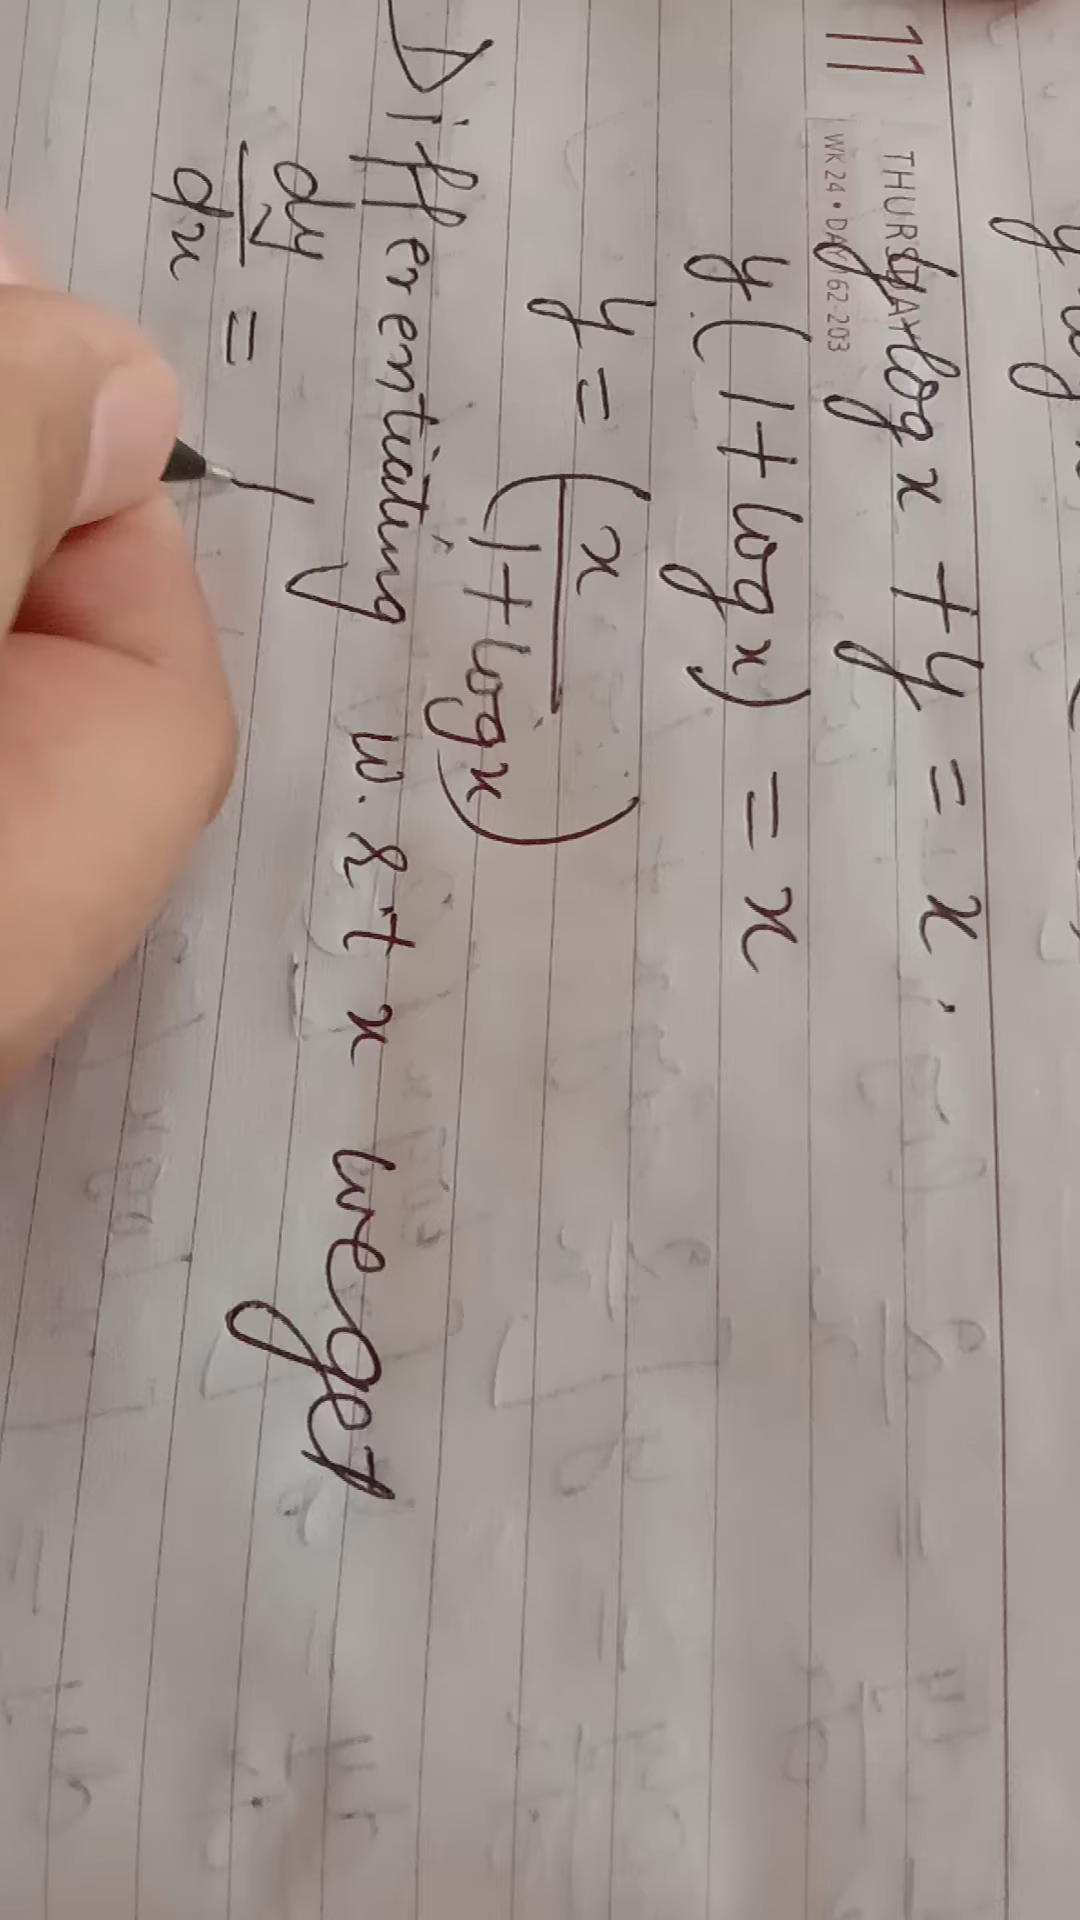 11 THURSDAY
WK 24 • DAY 162-203
y log x + y = x
y ( 1 + log x ) = x
y = ( x / 1 + log x )
Differentiating w.r.t x we get
dy/dx =